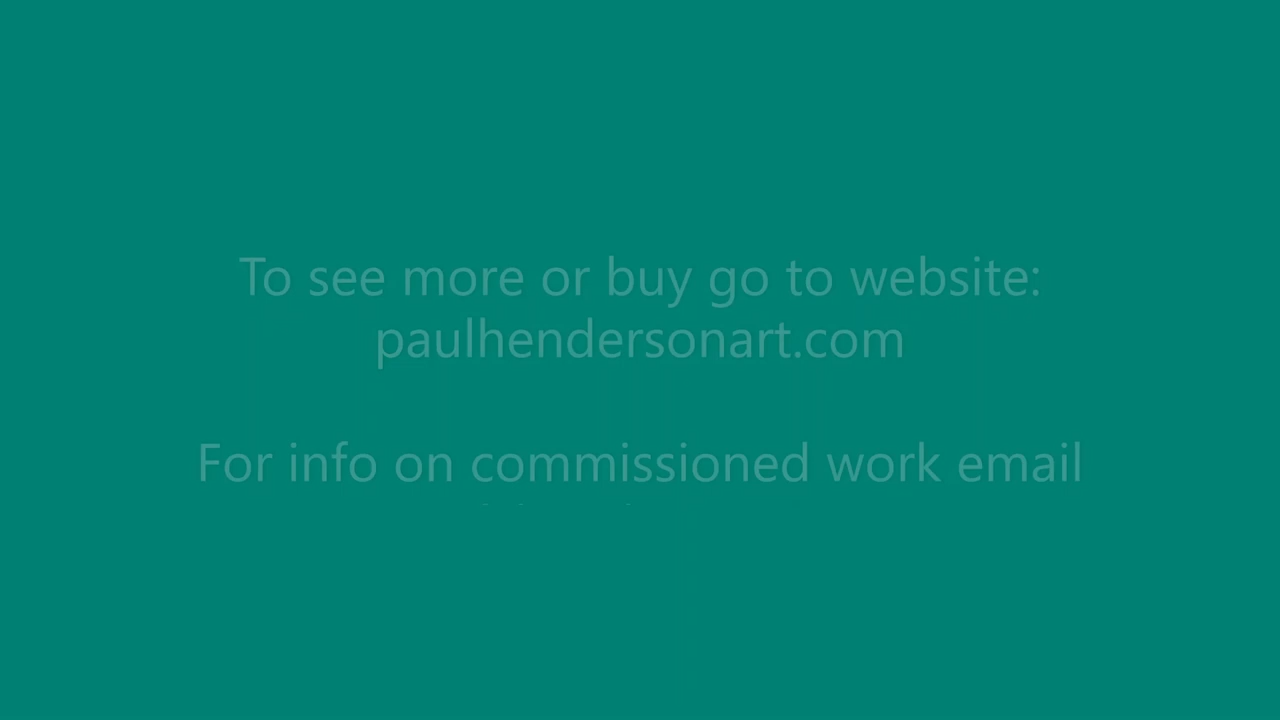 To see more or buy go to website:
paulhendersonart.com
For info on commissioned work email